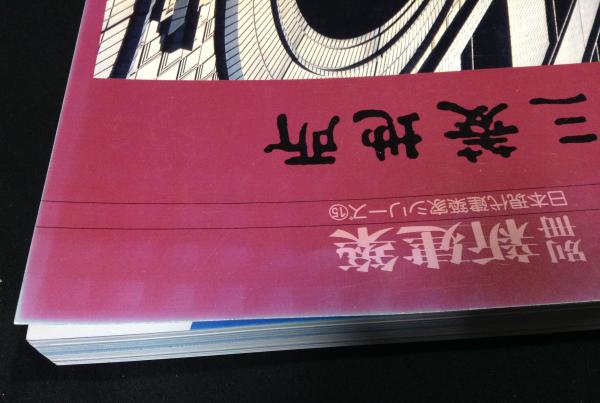 別冊 新建築
日本現代建築家シリーズ⑮
三菱地所